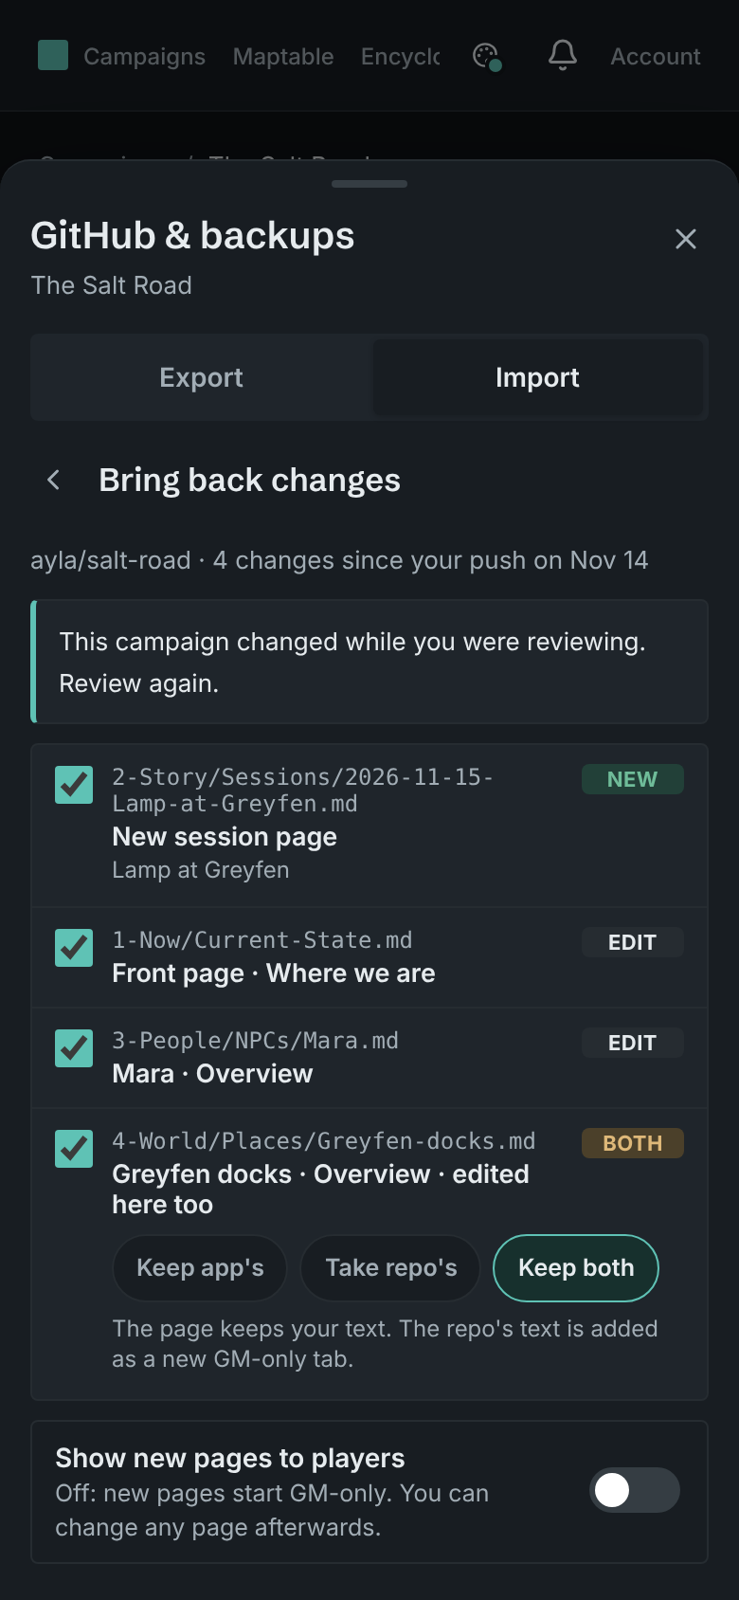 Campaigns Maptable Encyclo Account
GitHub & backups
The Salt Road
Export Import
Bring back changes
ayla/salt-road · 4 changes since your push on Nov 14
This campaign changed while you were reviewing.
Review again.
2-Story/Sessions/2026-11-15-
Lamp-at-Greyfen.md
NEW
New session page
Lamp at Greyfen
1-Now/Current-State.md
EDIT
Front page · Where we are
3-People/NPCs/Mara.md
EDIT
Mara · Overview
4-World/Places/Greyfen-docks.md
BOTH
Greyfen docks · Overview · edited
here too
Keep app's Take repo's Keep both
The page keeps your text. The repo's text is added
as a new GM-only tab.
Show new pages to players
Off: new pages start GM-only. You can
change any page afterwards.